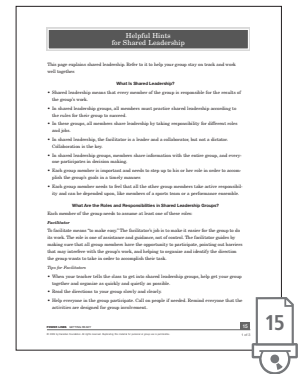 Helpful Hints
for Shared Leadership
This page explains shared leadership. Refer to it to help your group stay on track and work
well together.
What Is Shared Leadership?
• Shared leadership means that every member of the group is responsible for the results of
the group's work.
• In shared leadership groups, all members must practice shared leadership according to
the rules for their group to succeed.
• In these groups, all members share leadership by taking responsibility for different roles
and jobs.
• In shared leadership, the facilitator is a leader and a collaborator, but not a dictator.
Collaboration is the key.
• In shared leadership groups, members share information with the entire group, and every-
one participates in decision making.
• Each group member is important and needs to step up to his or her role in order to accom-
plish the group's goals in a timely manner.
• Each group member needs to feel that all the other group members take active responsibil-
ity and can be depended upon, like members of a sports team or a performance ensemble.
What Are the Roles and Responsibilities in Shared Leadership Groups?
Each member of the group needs to assume at least one of these roles:
Facilitator
To facilitate means "to make easy." The facilitator's job is to make it easier for the group to do
its work. The role is one of assistance and guidance, not of control. The facilitator guides by
making sure that all group members have the opportunity to participate, pointing out barriers
that may interfere with the group's work, and helping to organize and identify the direction
the group wants to take in order to accomplish their task.
Tips for Facilitators
• When your teacher tells the class to get into shared leadership groups, help get your group
together and separate as quickly and quietly as possible.
• Read the directions to your group slowly and clearly.
• Help everyone in the group participate. Call on people if needed. Remind everyone that the
activities are designed for group involvement.
15
15